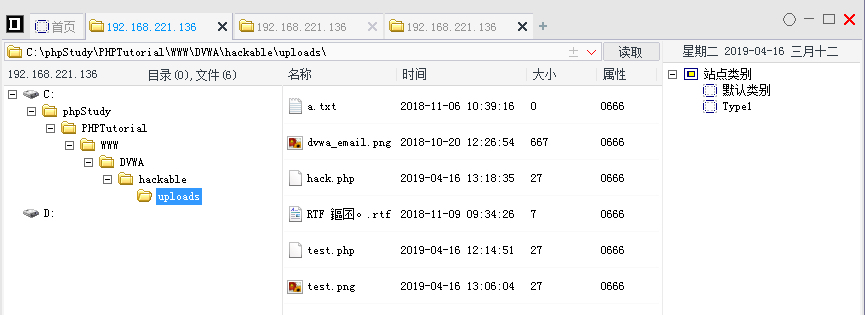 首页 192.168.221.136 192.168.221.136 192.168.221.136
C:\phpStudy\PHPTutorial\WWW\DVWA\hackable\uploads\ 读取 星期二 2019-04-16 三月十二
192.168.221.136 目录(0),文件(6) 名称 时间 大小 属性
C:
phpStudy
PHPTutorial
WWW
DVWA
hackable
uploads
D:
a.txt 2018-11-06 10:39:16 0 0666
dvwa_email.png 2018-10-20 12:26:54 667 0666
hack.php 2019-04-16 13:18:35 27 0666
RTF .rtf 2018-11-09 09:34:26 7 0666
test.php 2019-04-16 12:14:51 27 0666
test.png 2019-04-16 13:06:04 27 0666
站点类别
默认类别
Type1